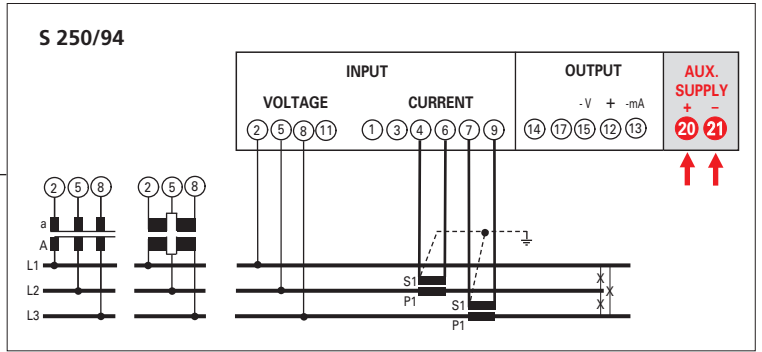 S 250/94
INPUT
OUTPUT
AUX. SUPPLY
VOLTAGE
CURRENT
- V + -mA
+ –
2 5 8 11
1 3 4 6 7 9
14 17 15 12 13
20 21
2 5 8
2 5 8
a
A
L1
L2
L3
S1
P1
S1
P1
X
X
X